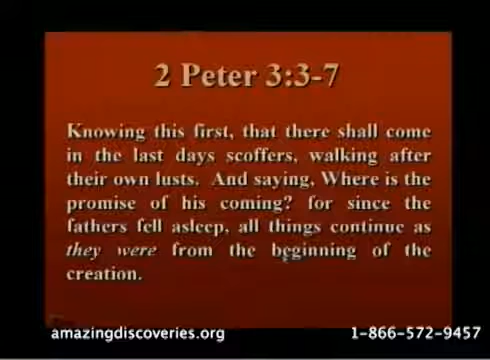 2 Peter 3:3-7
Knowing this first, that there shall come
in the last days scoffers, walking after
their own lusts. And saying, Where is the
promise of his coming? for since the
fathers fell asleep, all things continue as
they were from the beginning of the
creation.
amazingdiscoveries.org
1-866-572-9457